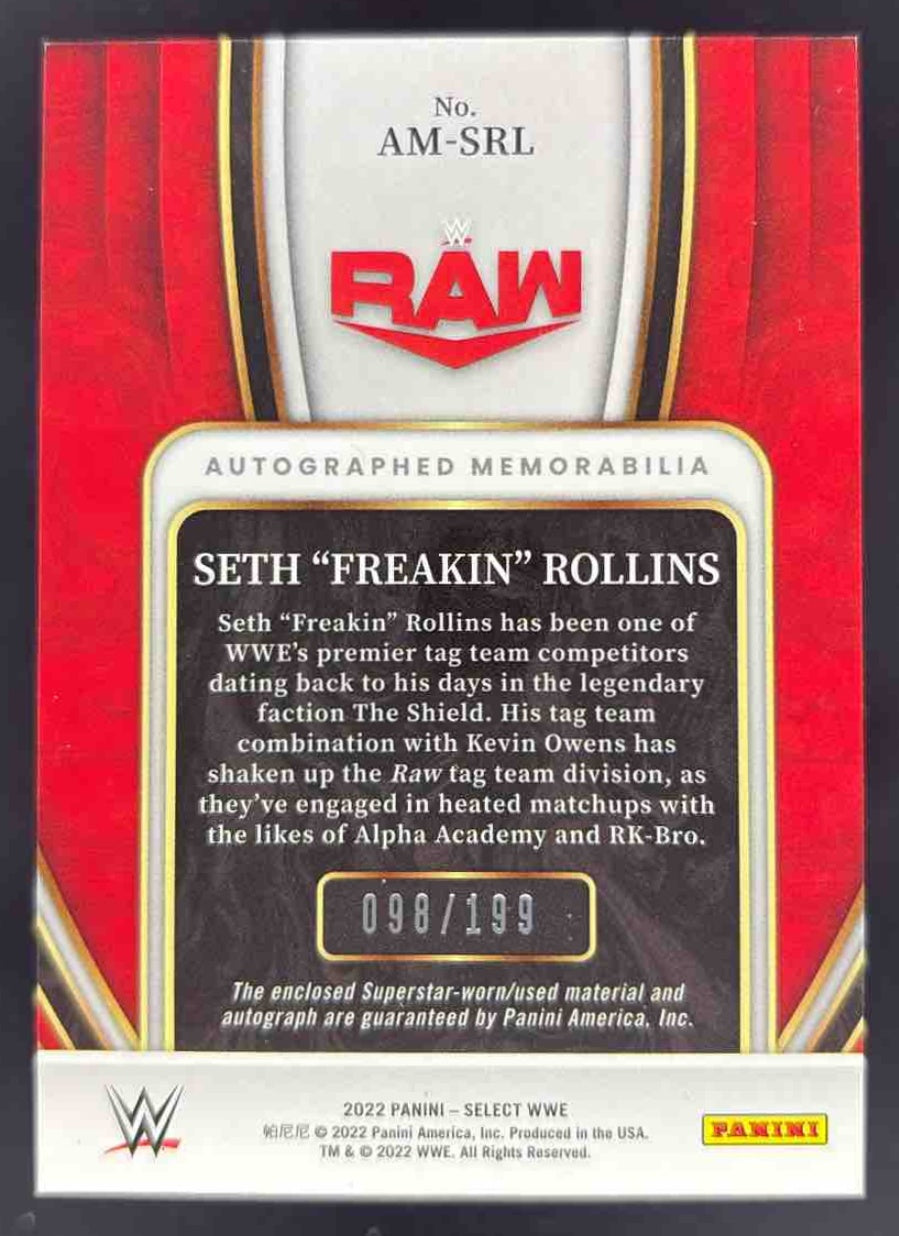 No.
AM-SRL
W
RAW
AUTOGRAPHED MEMORABILIA
SETH “FREAKIN” ROLLINS
Seth “Freakin” Rollins has been one of
WWE’s premier tag team competitors
dating back to his days in the legendary
faction The Shield. His tag team
combination with Kevin Owens has
shaken up the Raw tag team division, as
they’ve engaged in heated matchups with
the likes of Alpha Academy and RK-Bro.
098/199
The enclosed Superstar-worn/used material and
autograph are guaranteed by Panini America, Inc.
W
2022 PANINI – SELECT WWE
帕尼尼 © 2022 Panini America, Inc. Produced in the USA.
TM & © 2022 WWE. All Rights Reserved.
PANINI